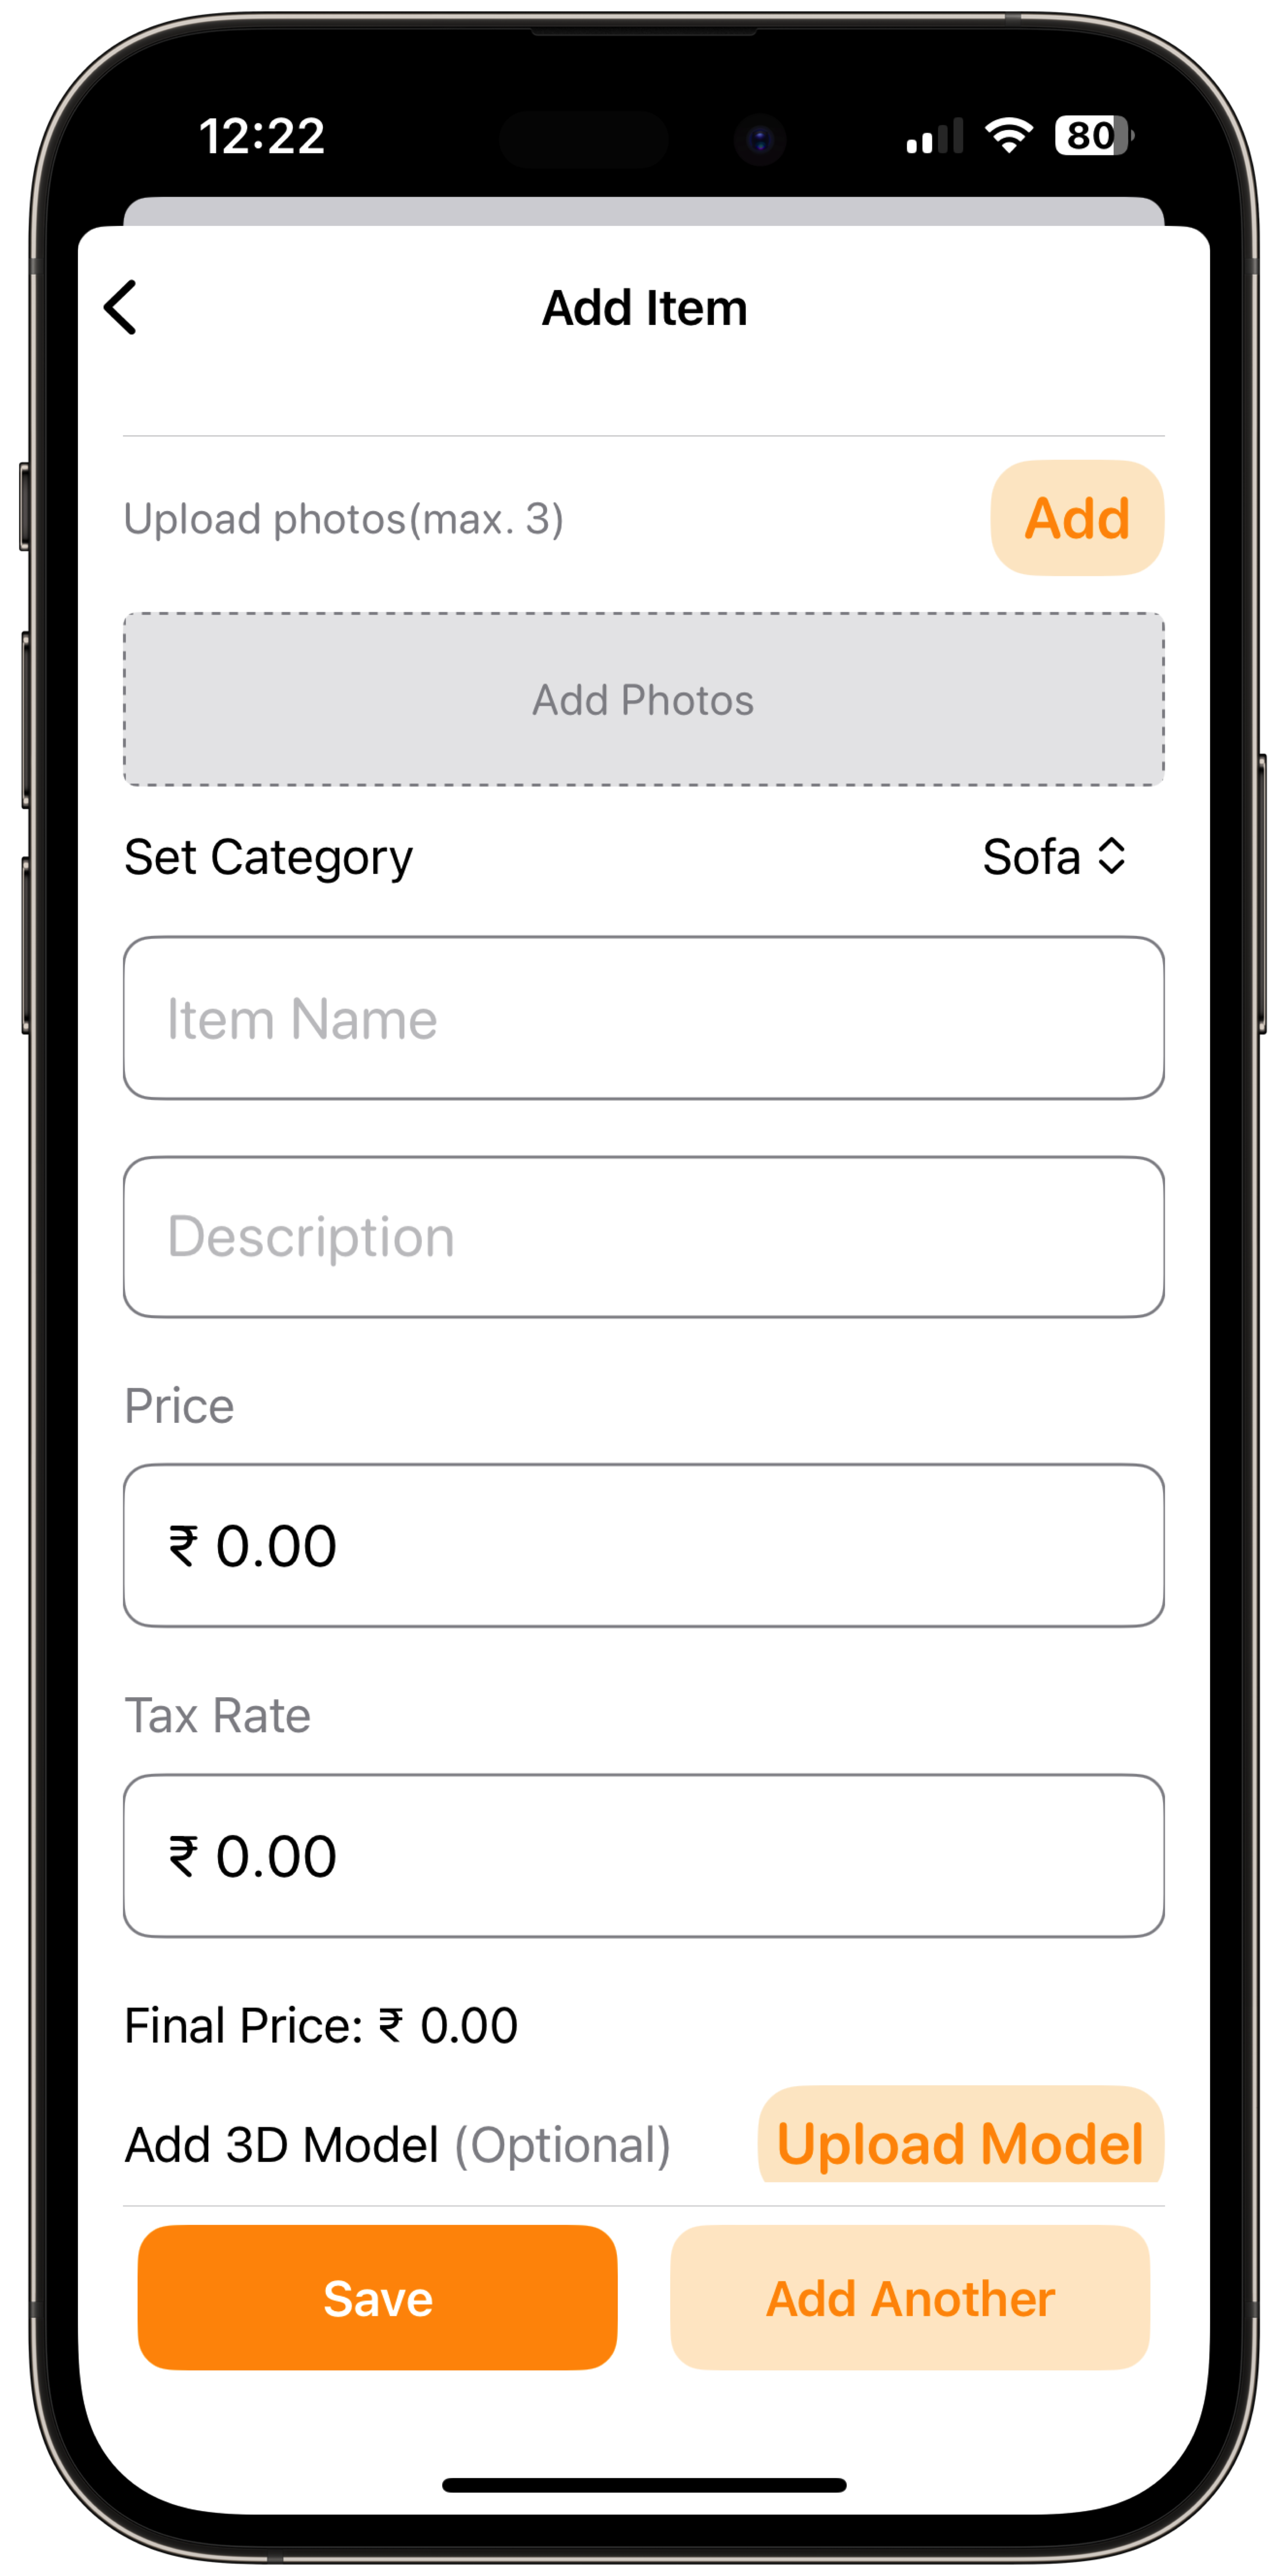 12:22
80
Add Item
Upload photos(max. 3)
Add
Add Photos
Set Category
Sofa
Item Name
Description
Price
₹ 0.00
Tax Rate
₹ 0.00
Final Price: ₹ 0.00
Add 3D Model (Optional)
Upload Model
Save
Add Another